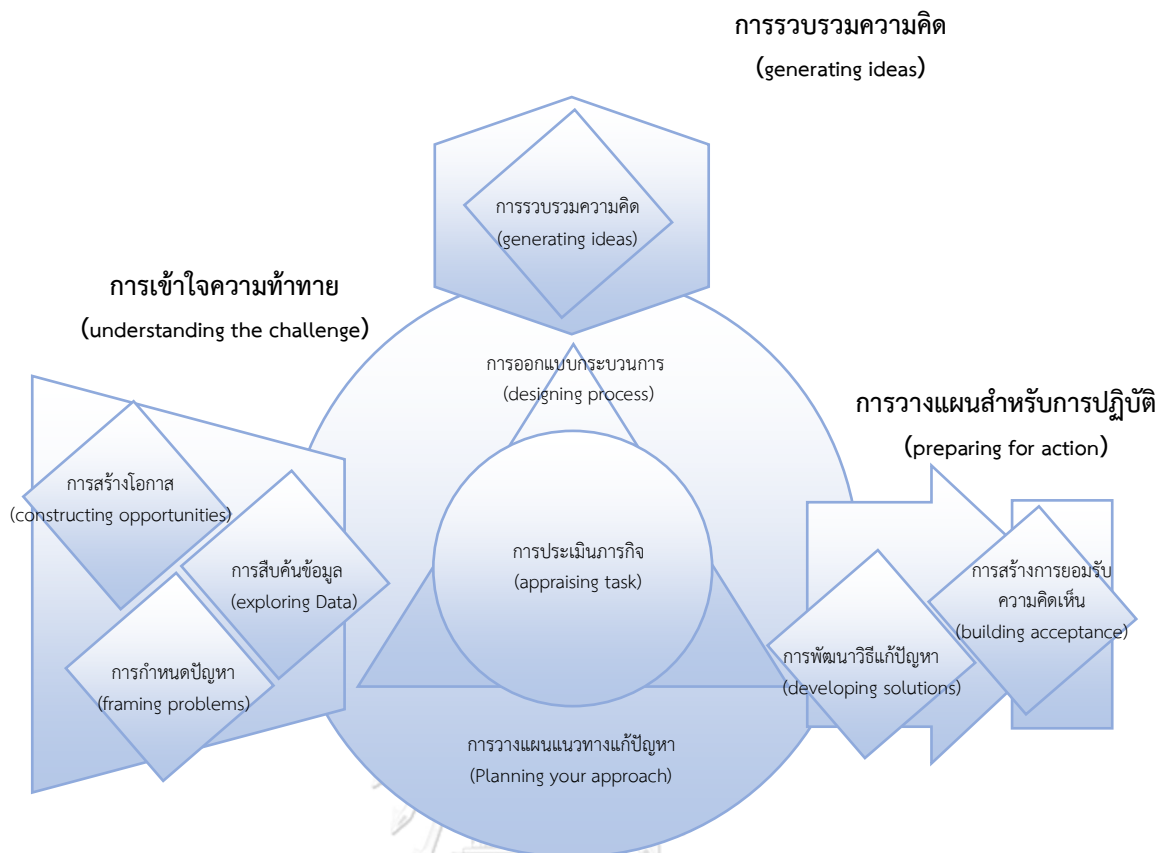 การรวบรวมความคิด
(generating ideas)
การรวบรวมความคิด
(generating ideas)
การเข้าใจความท้าทาย
(understanding the challenge)
การออกแบบกระบวนการ
(designing process)
การวางแผนสำหรับการปฏิบัติ
(preparing for action)
การสร้างโอกาส
(constructing opportunities)
การสืบค้นข้อมูล
(exploring Data)
การกำหนดปัญหา
(framing problems)
การประเมินภารกิจ
(appraising task)
การสร้างการยอมรับ
ความคิดเห็น
(building acceptance)
การพัฒนาวิธีแก้ปัญหา
(developing solutions)
การวางแผนแนวทางแก้ปัญหา
(Planning your approach)